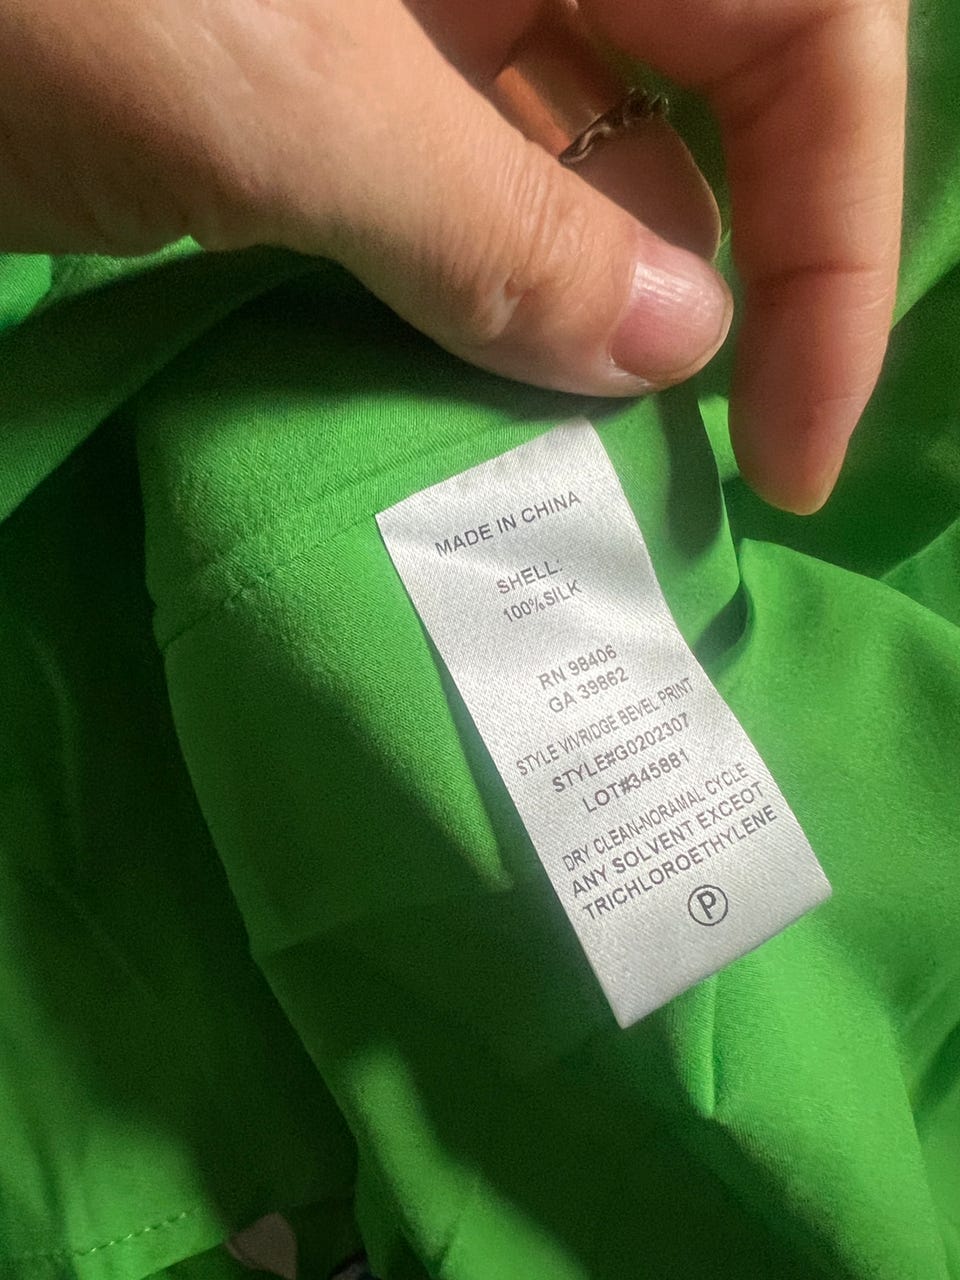 MADE IN CHINA
SHELL:
100%SILK
RN 98406
GA 39862
STYLE VIVRIDGE BEVEL PRINT
STYLE#G0202307
LOT#345881
DRY CLEAN-NORAMAL CYCLE
ANY SOLVENT EXCEOT
TRICHLOROETHYLENE
P